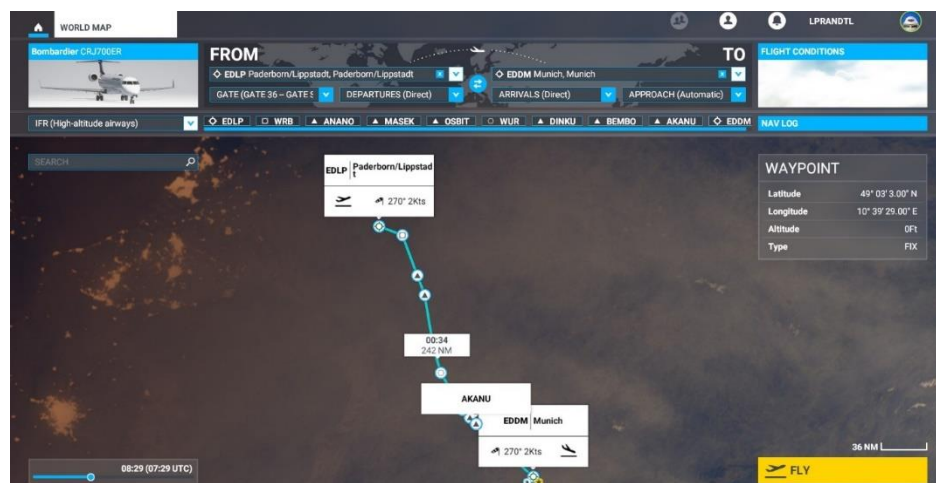 WORLD MAP
LPRANDTL
Bombardier CRJ700ER
FROM
TO
EDLP Paderborn/Lippstadt, Paderborn/Lippstadt
EDDM Munich, Munich
GATE (GATE 36 – GATE S
DEPARTURES (Direct)
ARRIVALS (Direct)
APPROACH (Automatic)
FLIGHT CONDITIONS
IFR (High-altitude airways)
EDLP WRB ANANO MASEK OSBIT WUR DINKU BEMBO AKANU EDDM
NAV LOG
SEARCH
EDLP Paderborn/Lippstad
t
270° 2Kts
WAYPOINT
Latitude 49° 03' 3.00" N
Longitude 10° 39' 29.00" E
Altitude 0Ft
Type FIX
00:34
242 NM
AKANU
EDDM Munich
270° 2Kts
36 NM
08:29 (07:29 UTC)
FLY